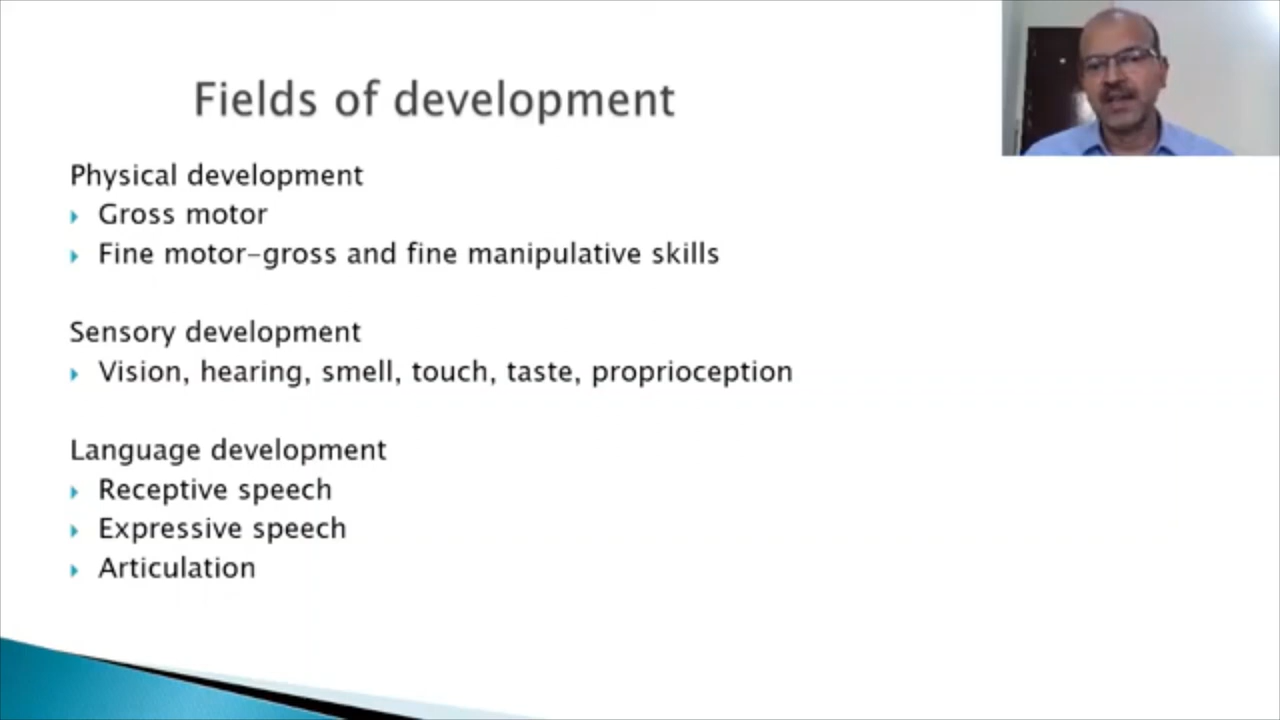 Fields of development
Physical development
Gross motor
Fine motor-gross and fine manipulative skills
Sensory development
Vision, hearing, smell, touch, taste, proprioception
Language development
Receptive speech
Expressive speech
Articulation